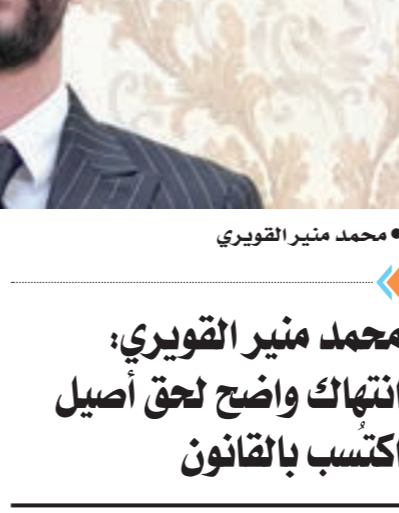 • محمد منير القويري
محمد منير القويري:
انتهاك واضح لحق أصيل
اكتُسب بالقانون